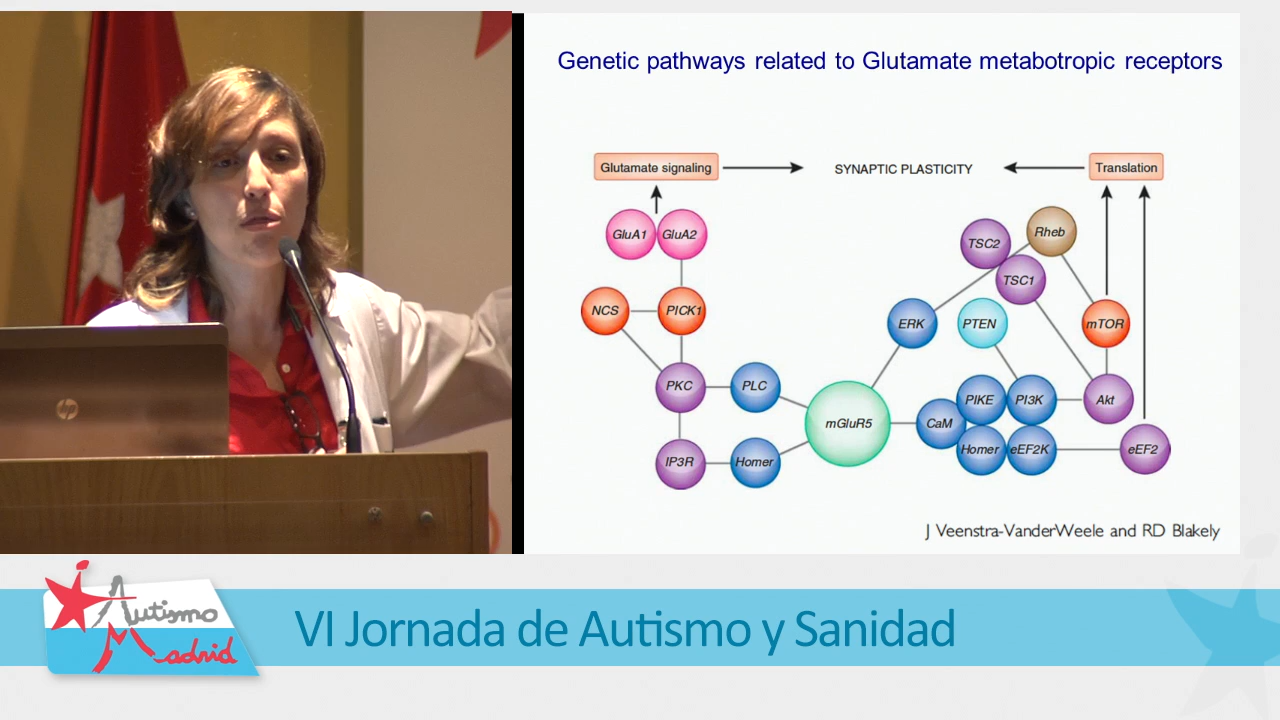 Genetic pathways related to Glutamate metabotropic receptors
Glutamate signaling
SYNAPTIC PLASTICITY
Translation
GluA1
GluA2
TSC2
Rheb
TSC1
NCS
PICK1
ERK
PTEN
mTOR
PKC
PLC
mGluR5
CaM
PIKE
PI3K
Akt
IP3R
Homer
Homer
eEF2K
eEF2
J Veenstra-VanderWeele and RD Blakely
hp
Autismo
Madrid
VI Jornada de Autismo y Sanidad